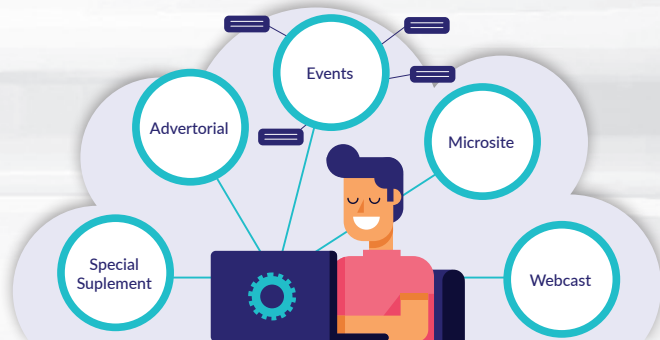 Events
Advertorial
Microsite
Special
Suplement
Webcast